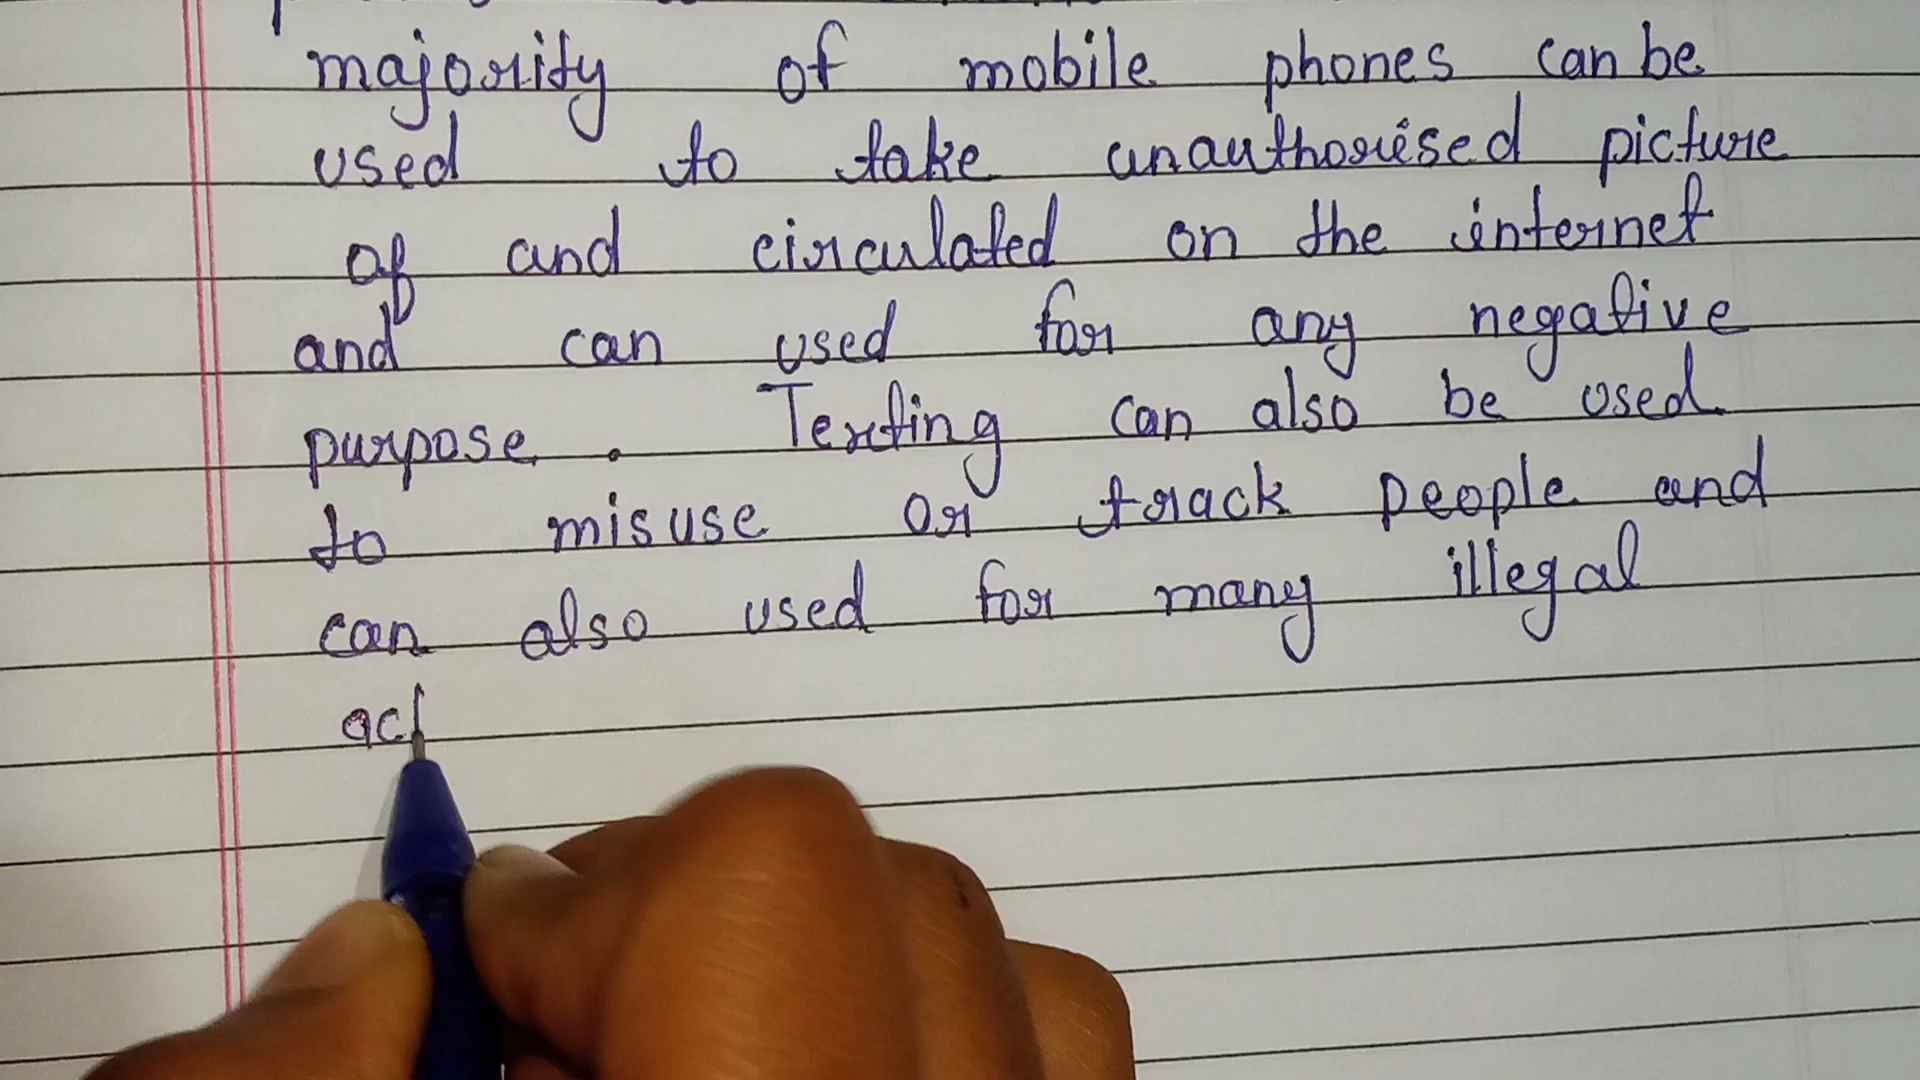 majority of mobile phones can be
used to take unauthorised picture
of and circulated on the internet
and can used for any negative
purpose. Texting can also be used
to misuse or track people and
can also used for many illegal
act